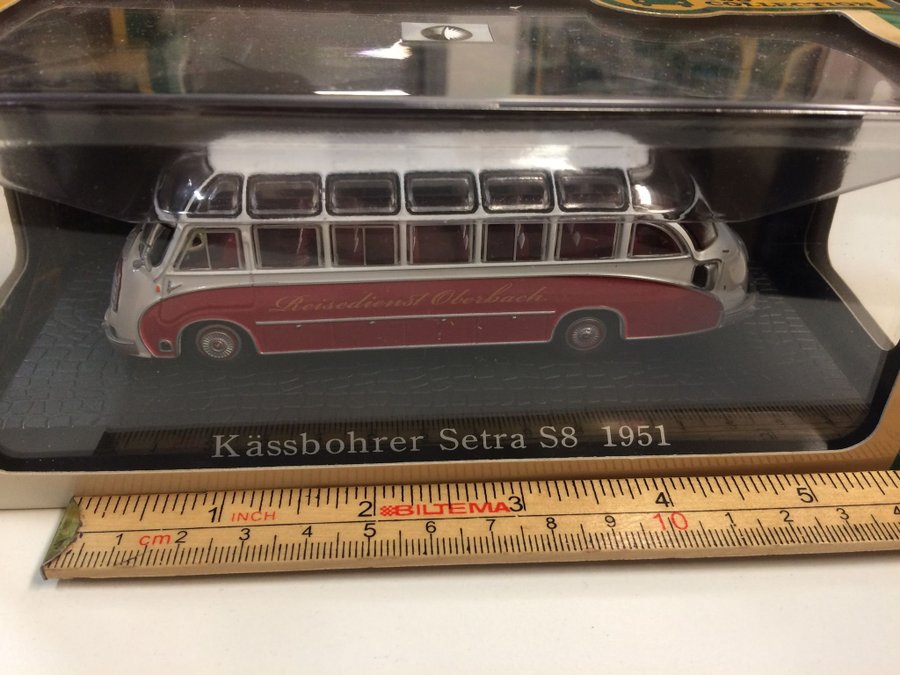 COLLECTION
Reisedienst Oberbach
Kässbohrer Setra S8 1951
1 INCH 2 BILTEMA 3 4 5
1 cm 2 3 4 5 6 7 8 9 10 1 2 3 4